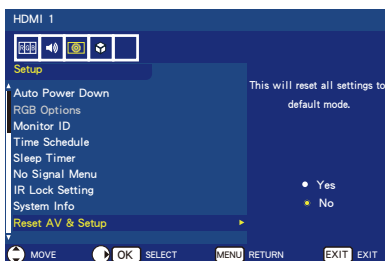 HDMI 1
RGB
Setup
Auto Power Down
RGB Options
Monitor ID
Time Schedule
Sleep Timer
No Signal Menu
IR Lock Setting
System Info
Reset AV & Setup
This will reset all settings to
default mode.
Yes
No
MOVE OK SELECT MENU RETURN EXIT EXIT